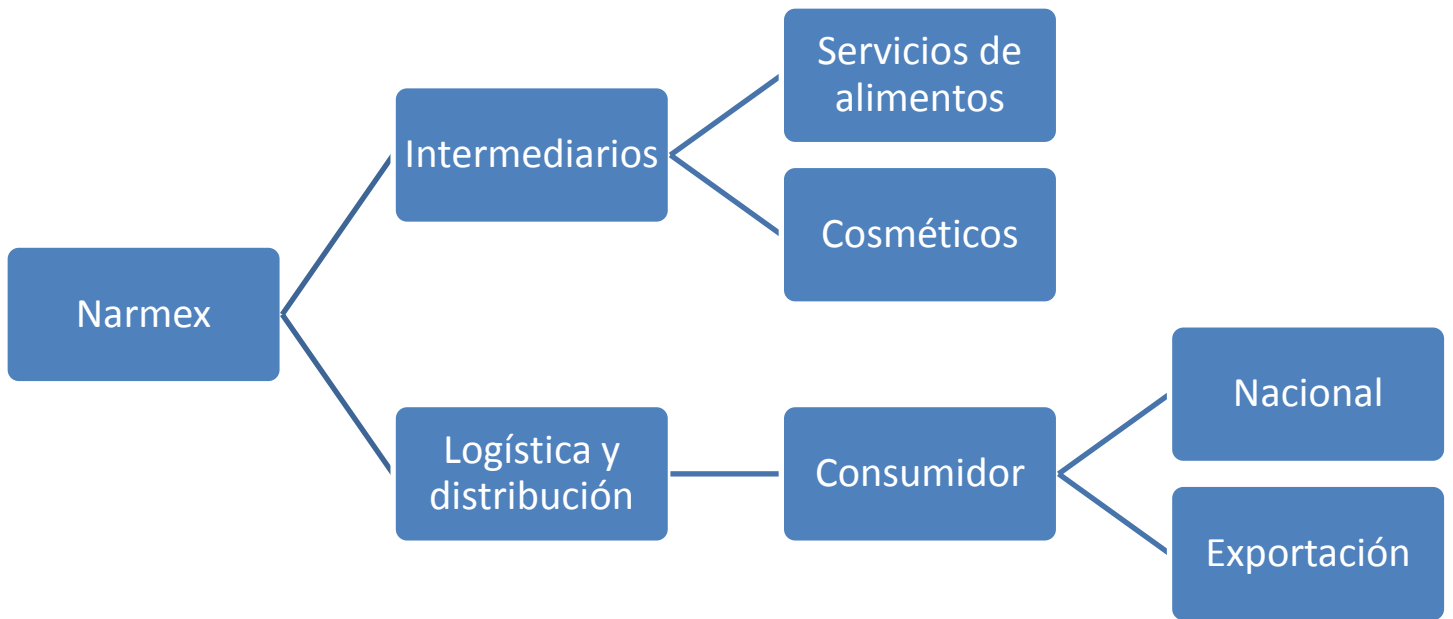 Narmex
Intermediarios
Servicios de
alimentos
Cosméticos
Logística y
distribución
Consumidor
Nacional
Exportación